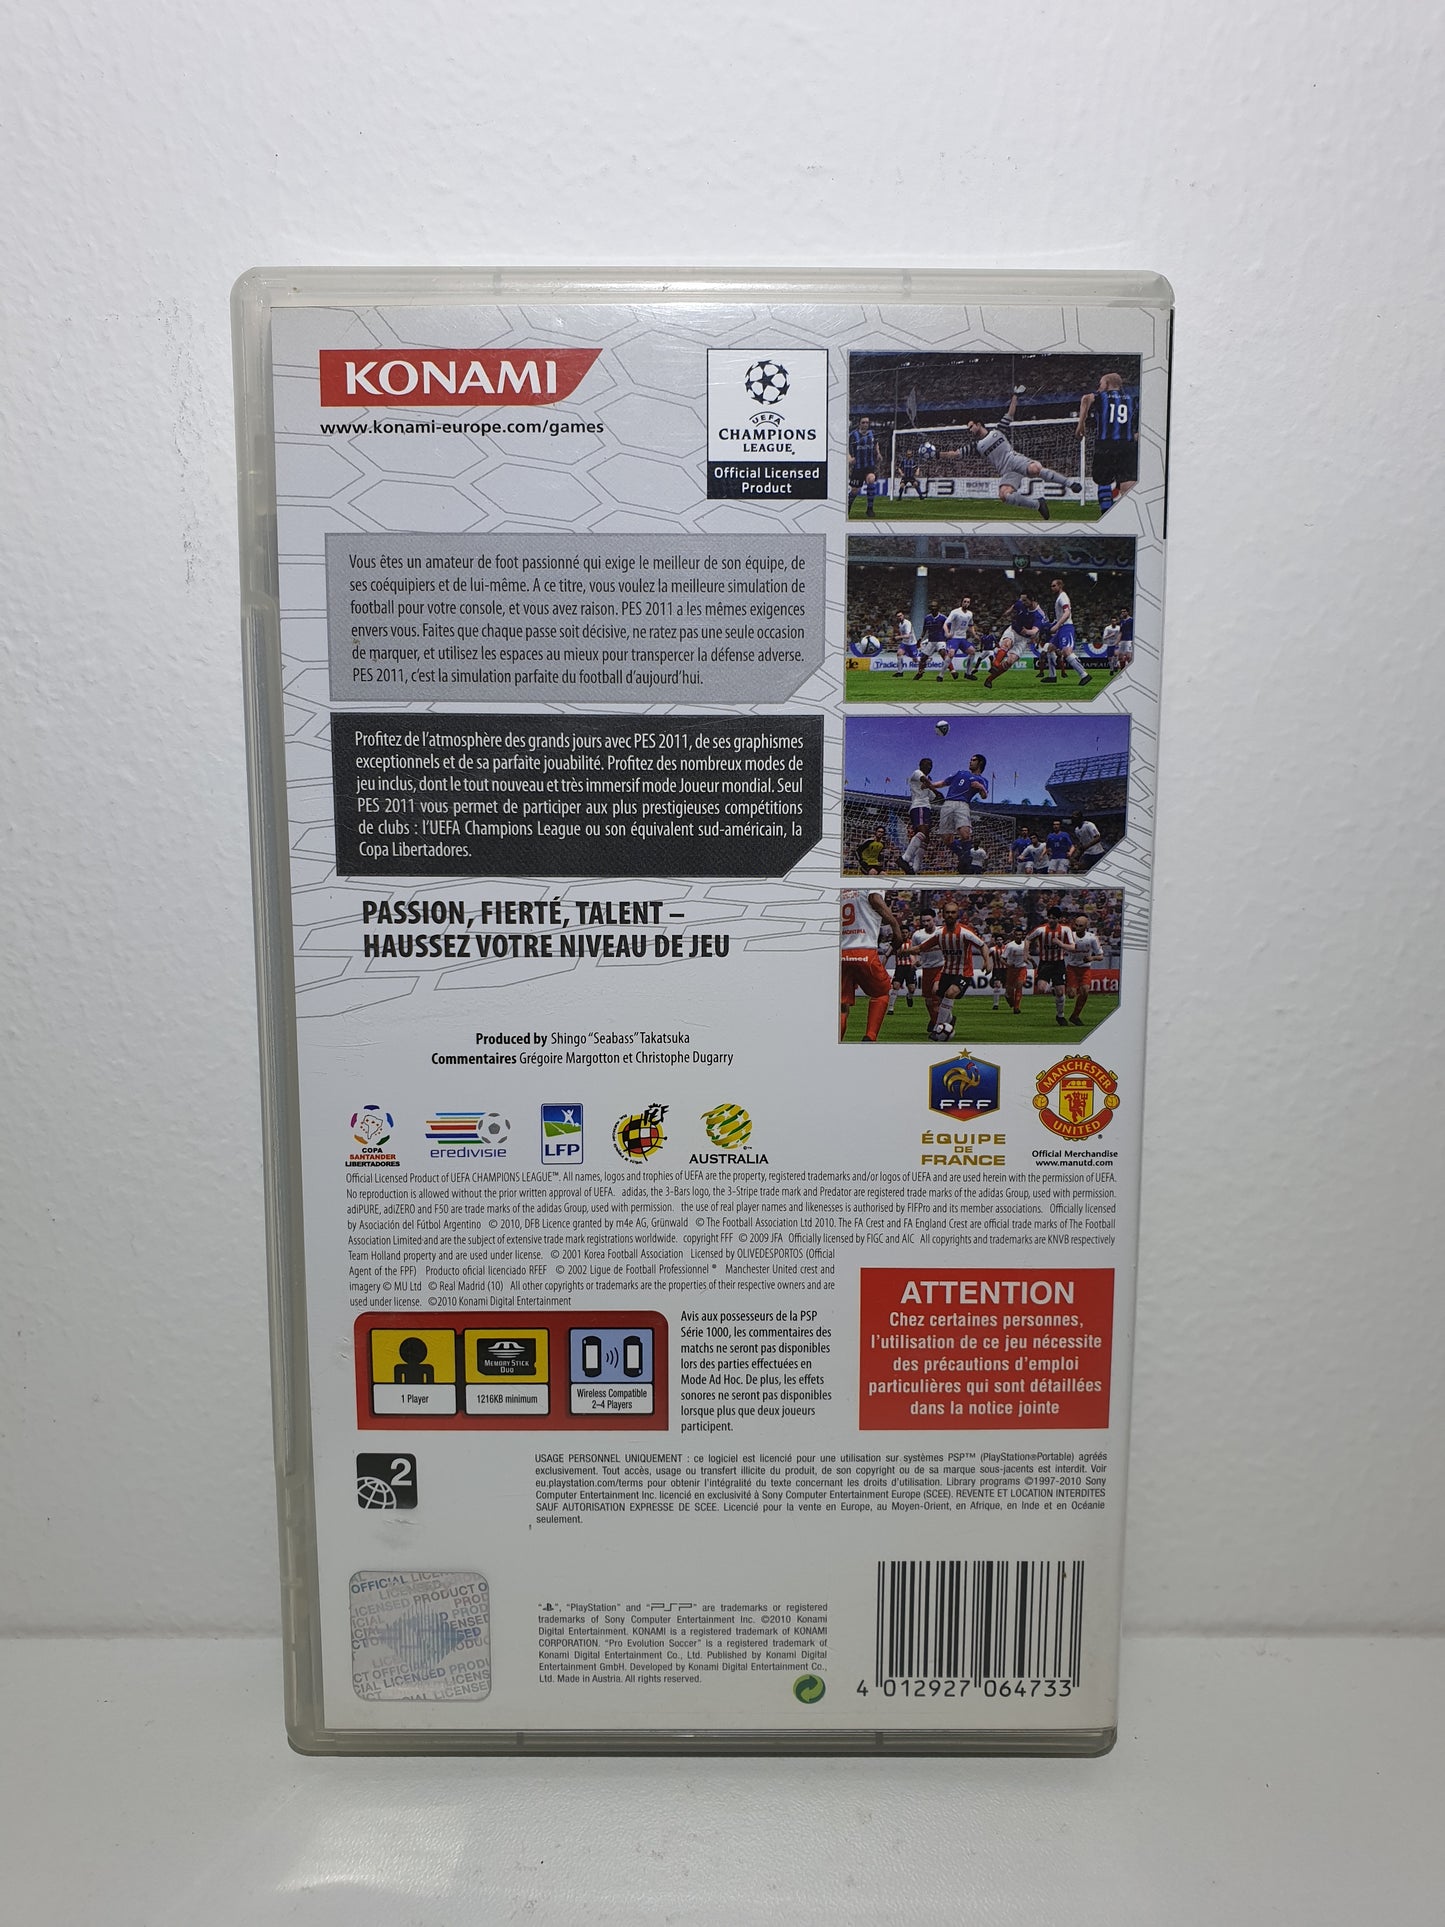 KONAMI
www.konami-europe.com/games
UEFA
CHAMPIONS
LEAGUE®
Official Licensed
Product
19
PS3
PS3
Vous êtes un amateur de foot passionné qui exige le meilleur de son équipe, de
ses coéquipiers et de lui-même. A ce titre, vous voulez la meilleure simulation de
football pour votre console, et vous avez raison. PES 2011 a les mêmes exigences
envers vous. Faites que chaque passe soit décisive, ne ratez pas une seule occasion
de marquer, et utilisez les espaces au mieux pour transpercer la défense adverse.
PES 2011, c'est la simulation parfaite du football d'aujourd'hui.
Profitez de l'atmosphère des grands jours avec PES 2011, de ses graphismes
exceptionnels et de sa parfaite jouabilité. Profitez des nombreux modes de
jeu inclus, dont le tout nouveau et très immersif mode Joueur mondial. Seul
PES 2011 vous permet de participer aux plus prestigieuses compétitions
de clubs : l'UEFA Champions League ou son équivalent sud-américain, la
Copa Libertadores.
9
9
PASSION, FIERTÉ, TALENT –
HAUSSEZ VOTRE NIVEAU DE JEU
Produced by Shingo "Seabass" Takatsuka
Commentaires Grégoire Margotton et Christophe Dugarry
COPA
SANTANDER
LIBERTADORES
eredivisie
LFP
AUSTRALIA
FFF
ÉQUIPE
DE
FRANCE
MANCHESTER
UNITED
Official Merchandise
www.manutd.com
Official Licensed Product of UEFA CHAMPIONS LEAGUE™. All names, logos and trophies of UEFA are the property, registered trademarks and/or logos of UEFA and are used herein with the permission of UEFA.
No reproduction is allowed without the prior written approval of UEFA. adidas, the 3-Bars logo, the 3-Stripe trade mark and Predator are registered trade marks of the adidas Group, used with permission.
adiPURE, adiZERO and F50 are trade marks of the adidas Group, used with permission. the use of real player names and likenesses is authorised by FIFPro and its member associations. Officially licensed
by Asociación del Fútbol Argentino © 2010, DFB Licence granted by m4e AG, Grünwald © The Football Association Ltd 2010. The FA Crest and FA England Crest are official trade marks of The Football
Association Limited and are the subject of extensive trade mark registrations worldwide. copyright FFF © 2009 JFA Officially licensed by FIGC and AIC All copyrights and trademarks are KNVB respectively
Team Holland property and are used under license. © 2001 Korea Football Association Licensed by OLIVEDESPORTOS (Official
Agent of the FPF) Producto oficial licenciado RFEF © 2002 Ligue de Football Professionnel ® Manchester United crest and
imagery © MU Ltd © Real Madrid (10) All other copyrights or trademarks are the properties of their respective owners and are
used under license. ©2010 Konami Digital Entertainment
ATTENTION
Chez certaines personnes,
l'utilisation de ce jeu nécessite
des précautions d'emploi
particulières qui sont détaillées
dans la notice jointe
1 Player
MEMORY STICK
DUO
1216KB minimum
Wireless Compatible
2-4 Players
Avis aux possesseurs de la PSP
Série 1000, les commentaires des
matchs ne seront pas disponibles
lors des parties effectuées en
Mode Ad Hoc. De plus, les effets
sonores ne seront pas disponibles
lorsque plus que deux joueurs
participent.
2
USAGE PERSONNEL UNIQUEMENT : ce logiciel est licencié pour une utilisation sur systèmes PSP™ (PlayStation®Portable) agréés
exclusivement. Tout accès, usage ou transfert illicite du produit, de son copyright ou de sa marque sous-jacents est interdit. Voir
eu.playstation.com/terms pour obtenir l'intégralité du texte concernant les droits d'utilisation. Library programs ©1997-2010 Sony
Computer Entertainment Inc. licencié en exclusivité à Sony Computer Entertainment Europe (SCEE). REVENTE ET LOCATION INTERDITES
SAUF AUTORISATION EXPRESSE DE SCEE. Licencié pour la vente en Europe, au Moyen-Orient, en Afrique, en Inde et en Océanie
seulement.
OFFICIAL LICENSED PRODUCT
"PlayStation" and "PSP" are trademarks or registered
trademarks of Sony Computer Entertainment Inc. ©2010 Konami
Digital Entertainment. KONAMI is a registered trademark of KONAMI
CORPORATION. "Pro Evolution Soccer" is a registered trademark of
Konami Digital Entertainment Co., Ltd. Published by Konami Digital
Entertainment GmbH. Developed by Konami Digital Entertainment Co.,
Ltd. Made in Austria. All rights reserved.
4 012927 064733